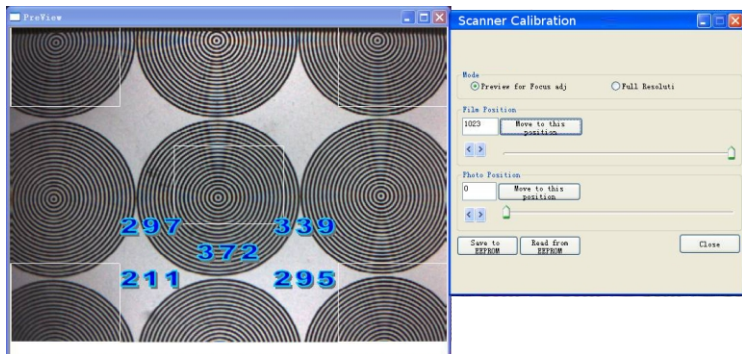 PreView
297 339
372
211 295
Scanner Calibration
Mode
Preview for Focus adj Full Resoluti
Film Position
1023 Move to this
position
< >
Photo Position
0 Move to this
position
< >
Save to
EEPROM Read from
EEPROM Close